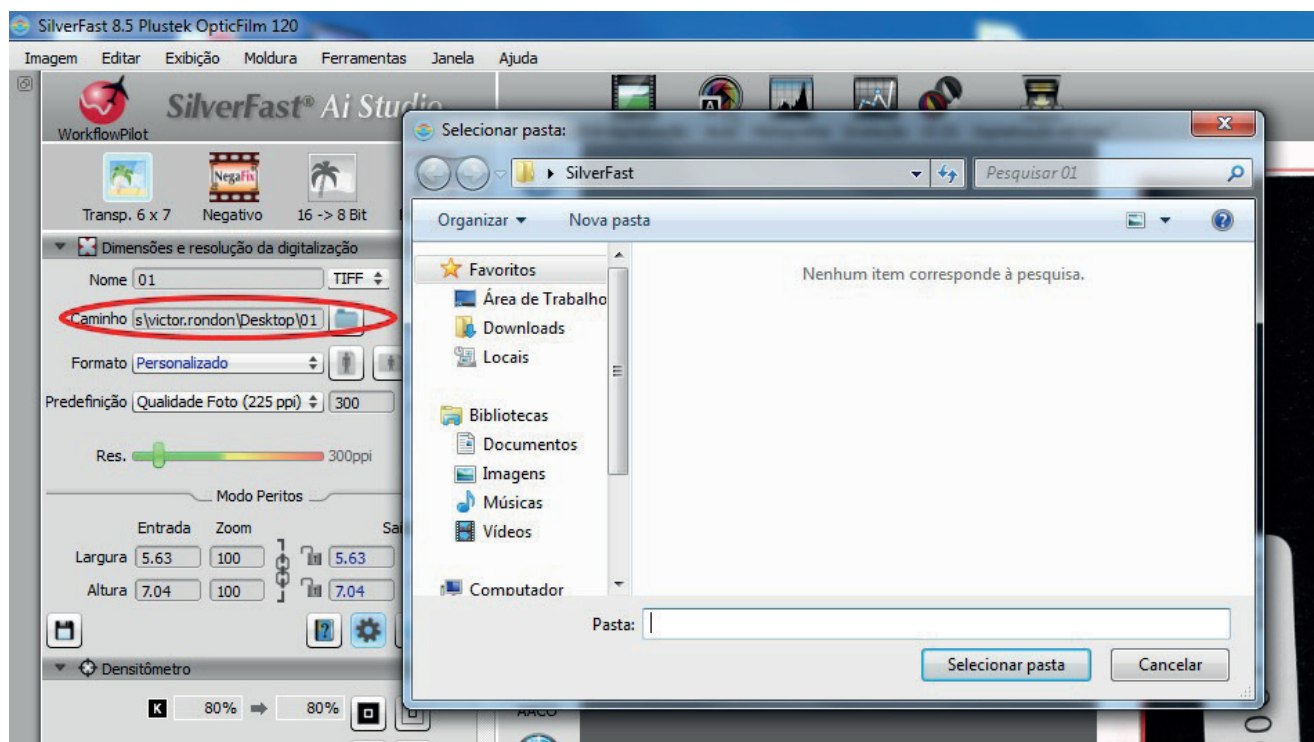 SilverFast 8.5 Plustek OpticFilm 120
Imagem Editar Exibição Moldura Ferramentas Janela Ajuda
WorkflowPilot
SilverFast® Ai Studio
Transp. 6 x 7
NegaFix
Negativo
16 -> 8 Bit
Dimensões e resolução da digitalização
Nome 01 TIFF
Caminho s\victor.rondon\Desktop\01
Formato Personalizado
Predefinição Qualidade Foto (225 ppi) 300
Res. 300ppi
Modo Peritos
Entrada Zoom
Largura 5.63 100 5.63
Altura 7.04 100 7.04
Densitômetro
K 80% 80%
Selecionar pasta:
SilverFast
Pesquisar 01
Organizar Nova pasta
Favoritos
Área de Trabalho
Downloads
Locais
Bibliotecas
Documentos
Imagens
Músicas
Vídeos
Computador
Nenhum item corresponde à pesquisa.
Pasta:
Selecionar pasta Cancelar